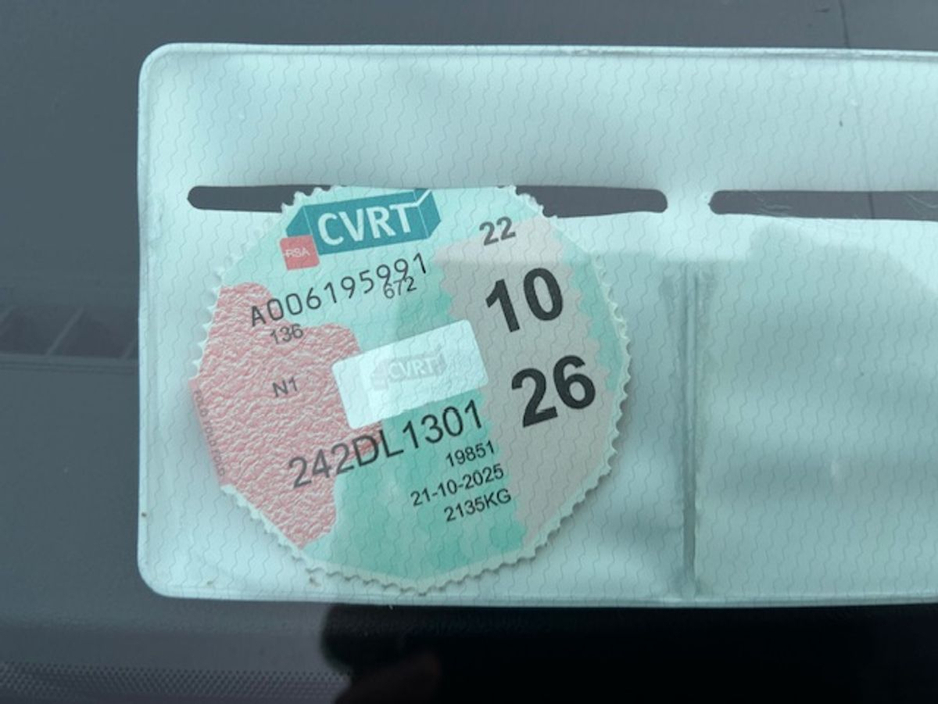 CVRT
RSA
22
A006195991
672
136
10
N1
CVRT
26
242DL1301
19851
21-10-2025
2135KG